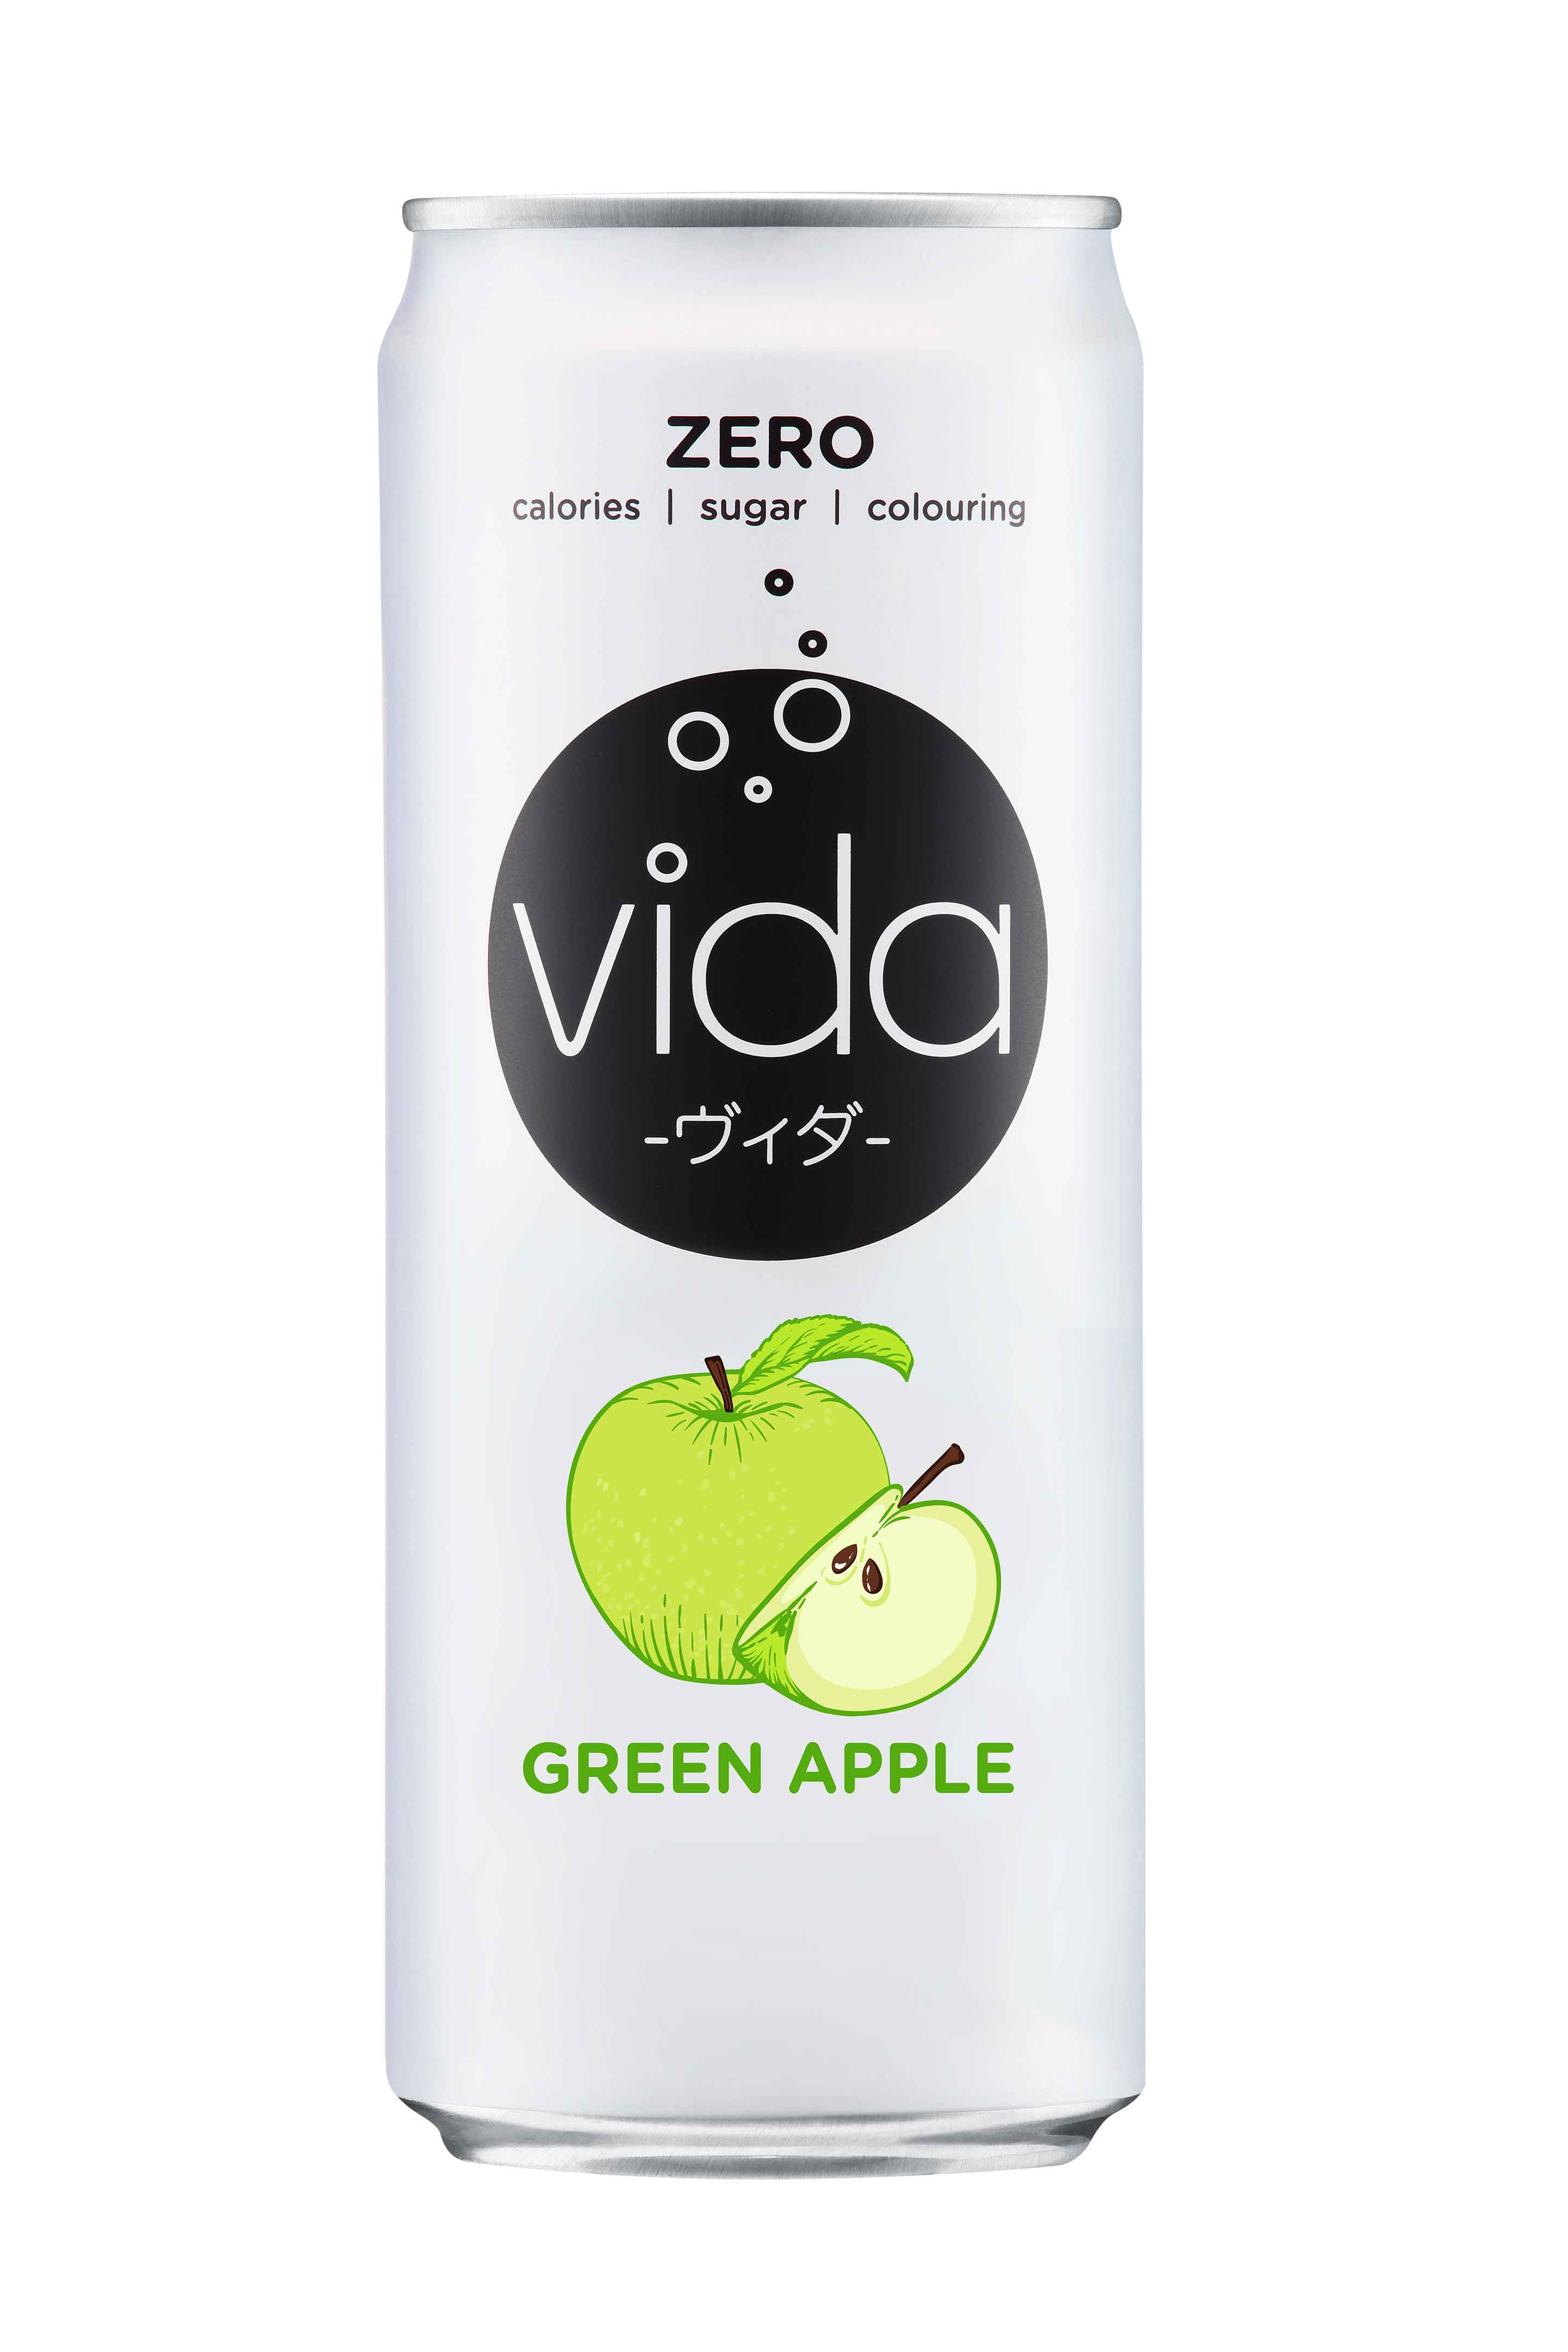 ZERO
calories | sugar | colouring
vida
-ヴィダ-
GREEN APPLE